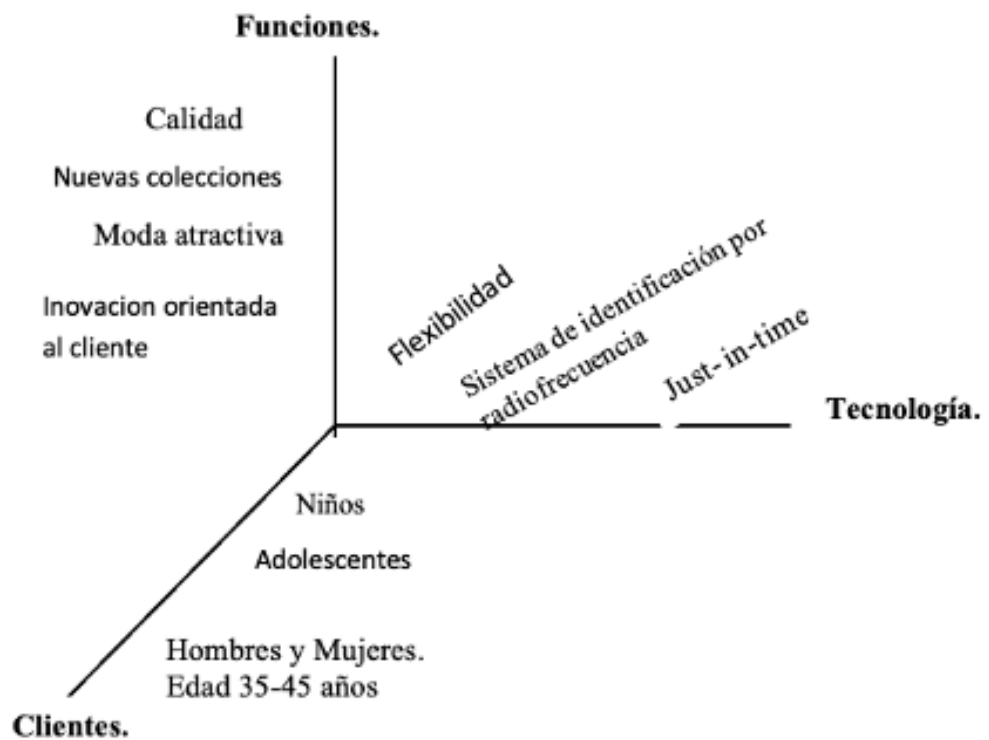 Funciones.
Calidad
Nuevas colecciones
Moda atractiva
Inovacion orientada
al cliente
Flexibilidad
Sistema de identificación por
radiofrecuencia
Just-in-time
Tecnología.
Niños
Adolescentes
Hombres y Mujeres.
Edad 35-45 años
Clientes.